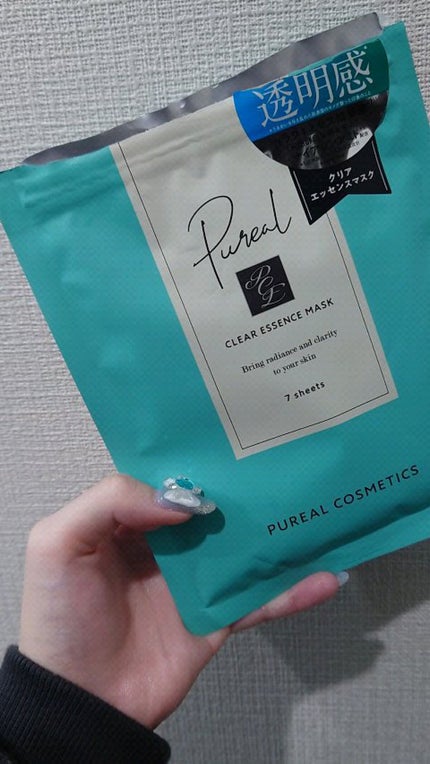 透明感
クリア
エッセンスマスク
Pureal
PCE
CLEAR ESSENCE MASK
Bring radiance and clarity
to your skin
7 sheets
PUREAL COSMETICS